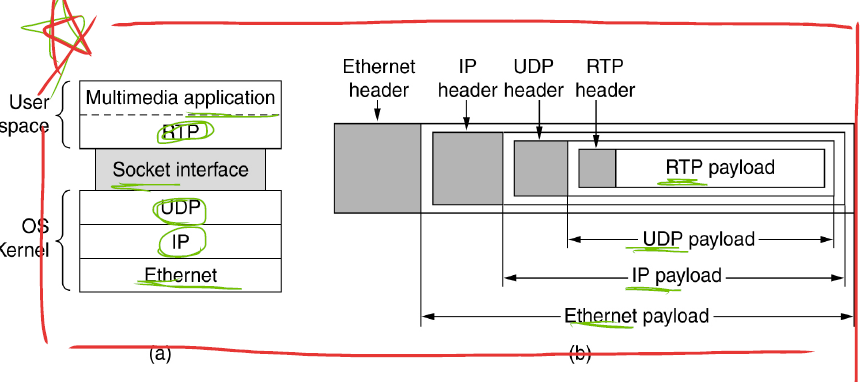 Ethernet header
IP header
UDP header
RTP header
User space
Multimedia application
RTP
Socket interface
OS Kernel
UDP
IP
Ethernet
RTP payload
UDP payload
IP payload
Ethernet payload
(a)
(b)